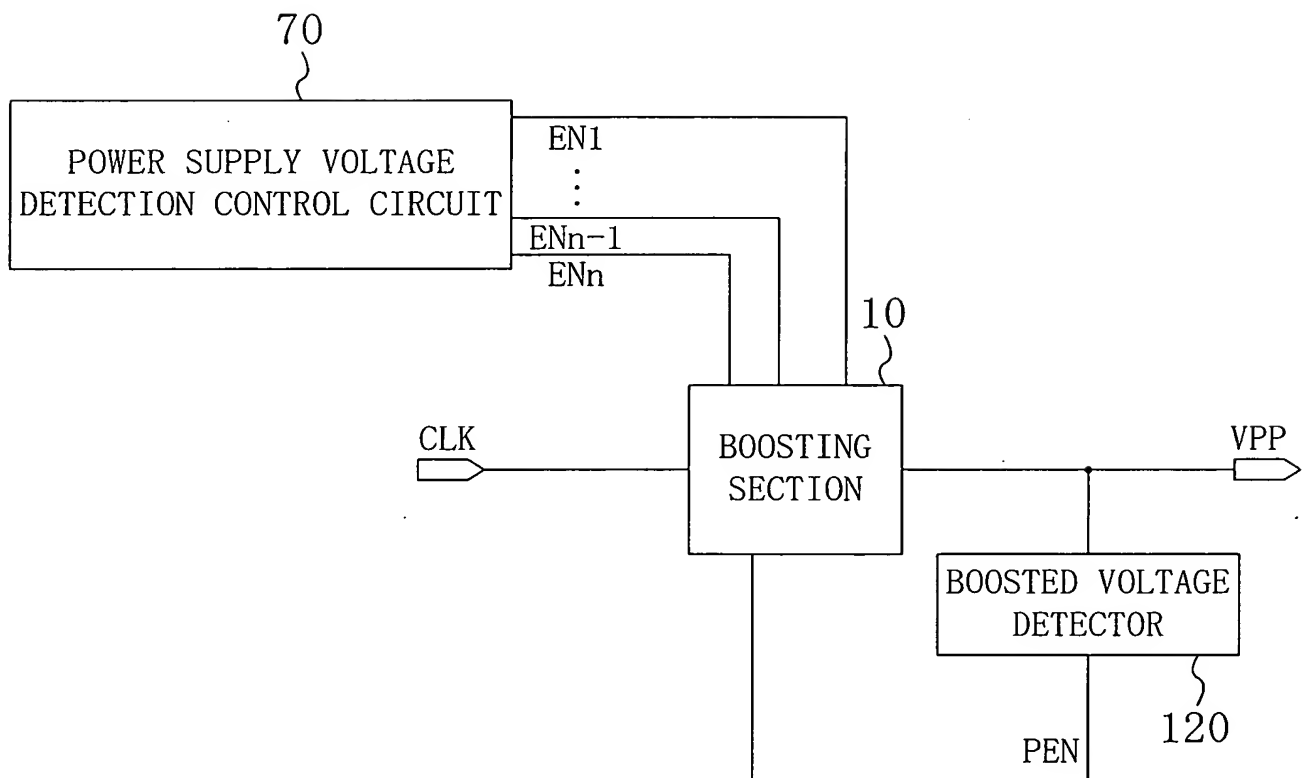 70
POWER SUPPLY VOLTAGE
DETECTION CONTROL CIRCUIT
EN1
⋮
ENn-1
ENn
10
CLK
BOOSTING
SECTION
VPP
BOOSTED VOLTAGE
DETECTOR
120
PEN